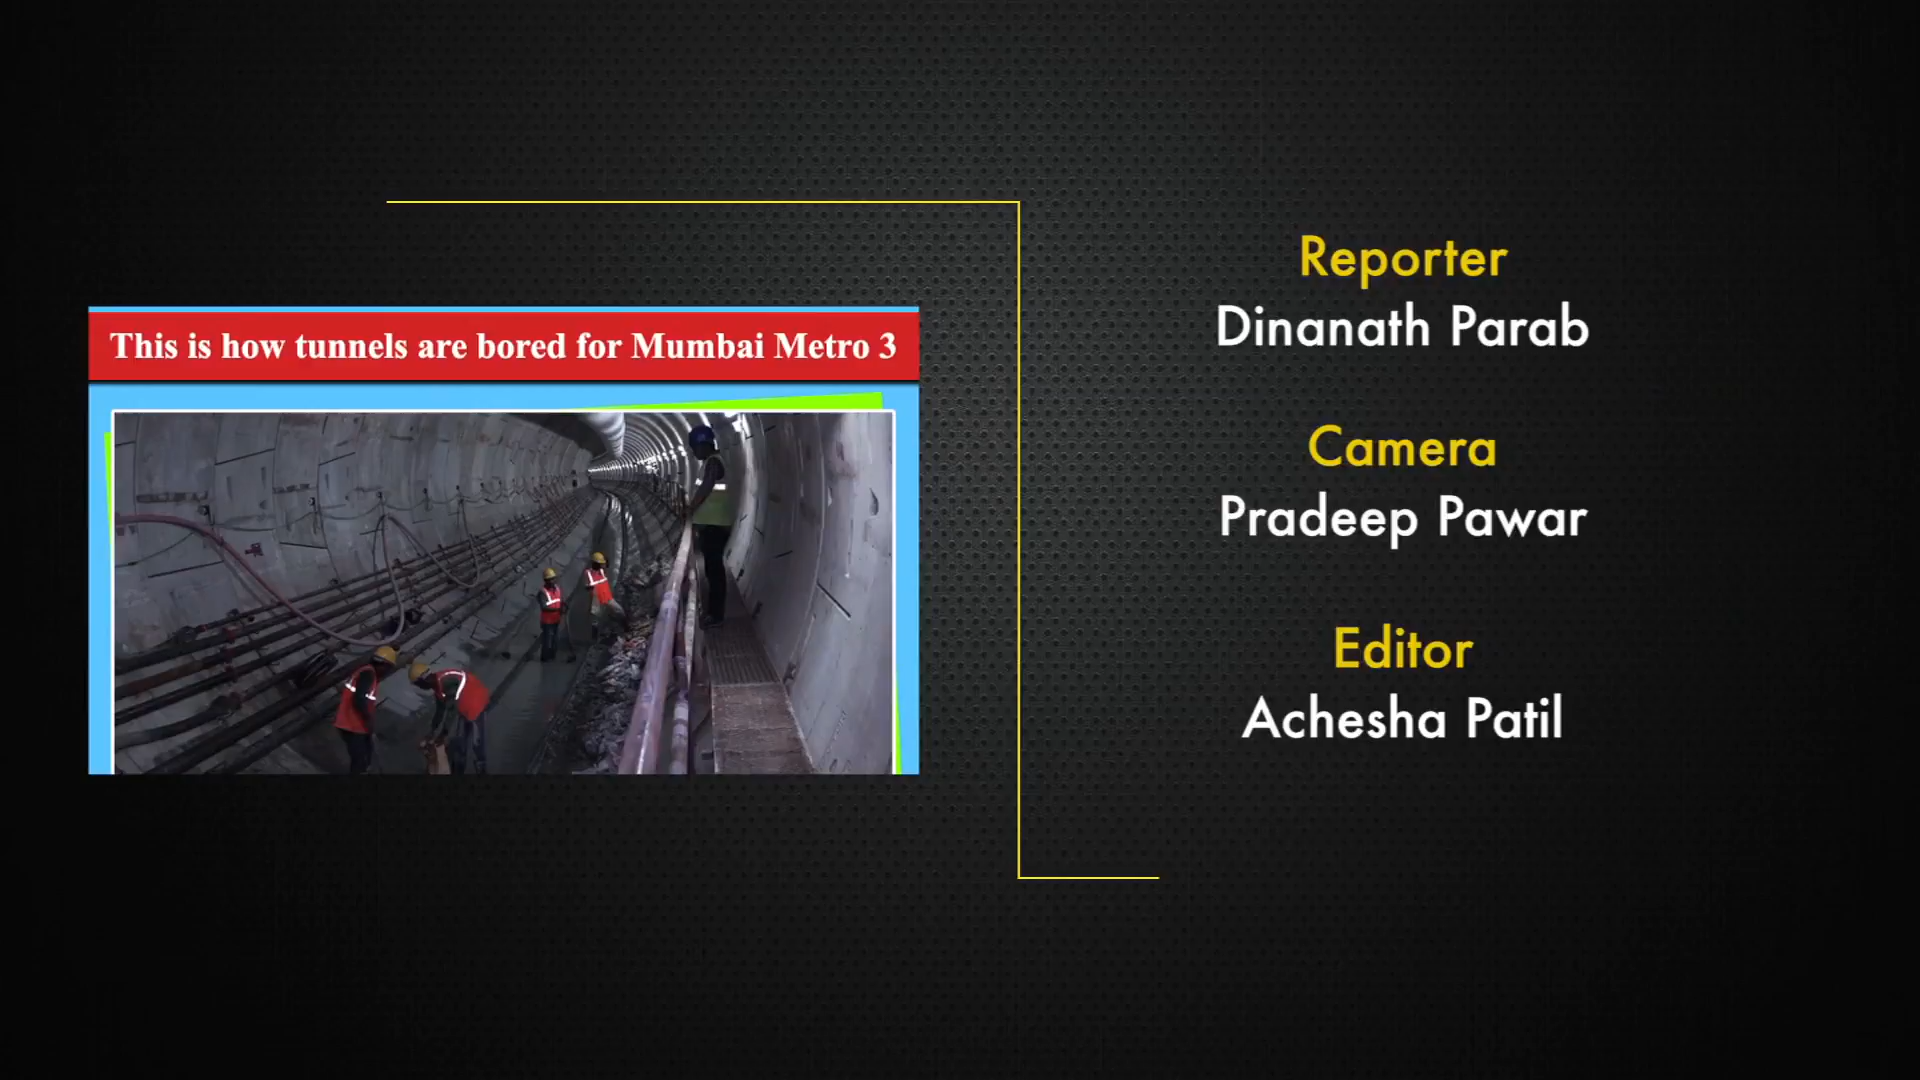 This is how tunnels are bored for Mumbai Metro 3
Reporter
Dinanath Parab
Camera
Pradeep Pawar
Editor
Achesha Patil